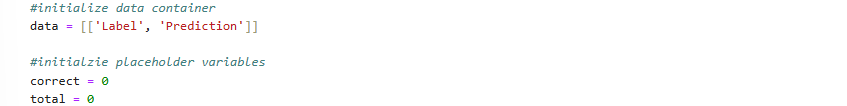 #initialize data container
data = [['Label', 'Prediction']]
#initialzie placeholder variables
correct = 0
total = 0